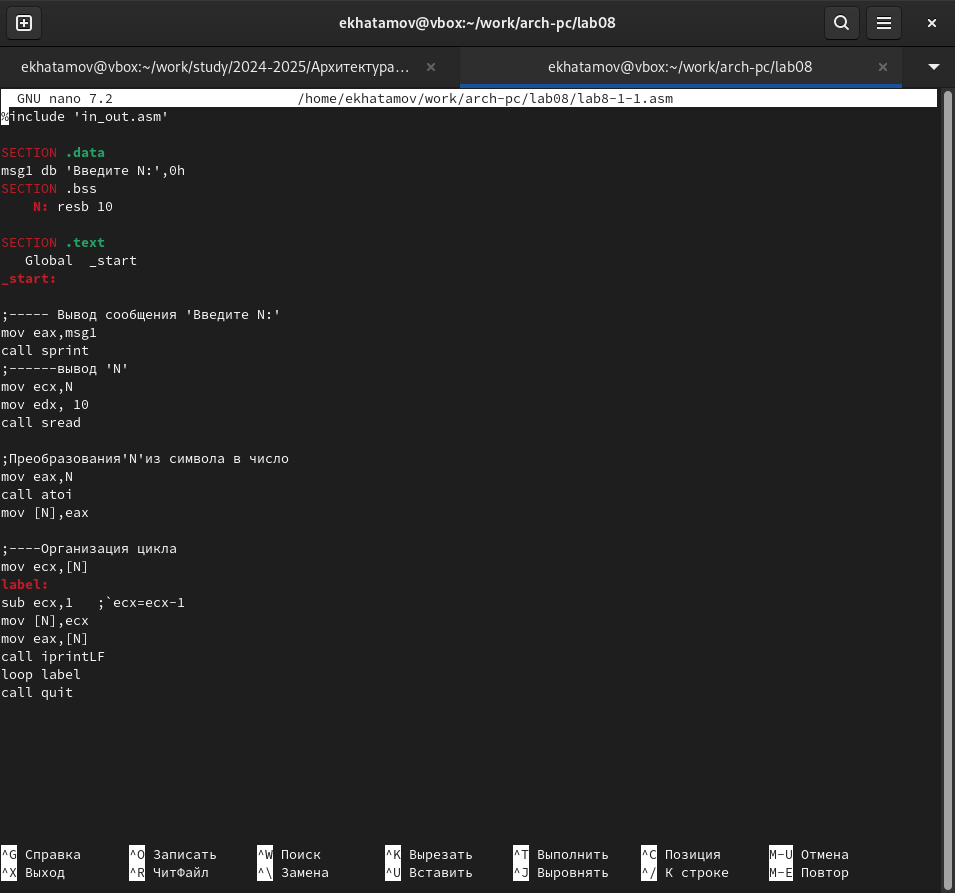 ekhatamov@vbox:~/work/arch-pc/lab08
ekhatamov@vbox:~/work/study/2024-2025/Архитектура…
ekhatamov@vbox:~/work/arch-pc/lab08
GNU nano 7.2 /home/ekhatamov/work/arch-pc/lab08/lab8-1-1.asm
%include 'in_out.asm'
SECTION .data
msg1 db 'Введите N:',0h
SECTION .bss
N: resb 10
SECTION .text
Global _start
_start:
;----- Вывод сообщения 'Введите N:'
mov eax,msg1
call sprint
;------вывод 'N'
mov ecx,N
mov edx, 10
call sread
;Преобразования'N'из символа в число
mov eax,N
call atoi
mov [N],eax
;----Организация цикла
mov ecx,[N]
label:
sub ecx,1 ;`ecx=ecx-1
mov [N],ecx
mov eax,[N]
call iprintLF
loop label
call quit
^G Справка ^O Записать ^W Поиск ^K Вырезать ^T Выполнить ^C Позиция M-U Отмена
^X Выход ^R ЧитФайл ^\ Замена ^U Вставить ^J Выровнять ^/ К строке M-E Повтор